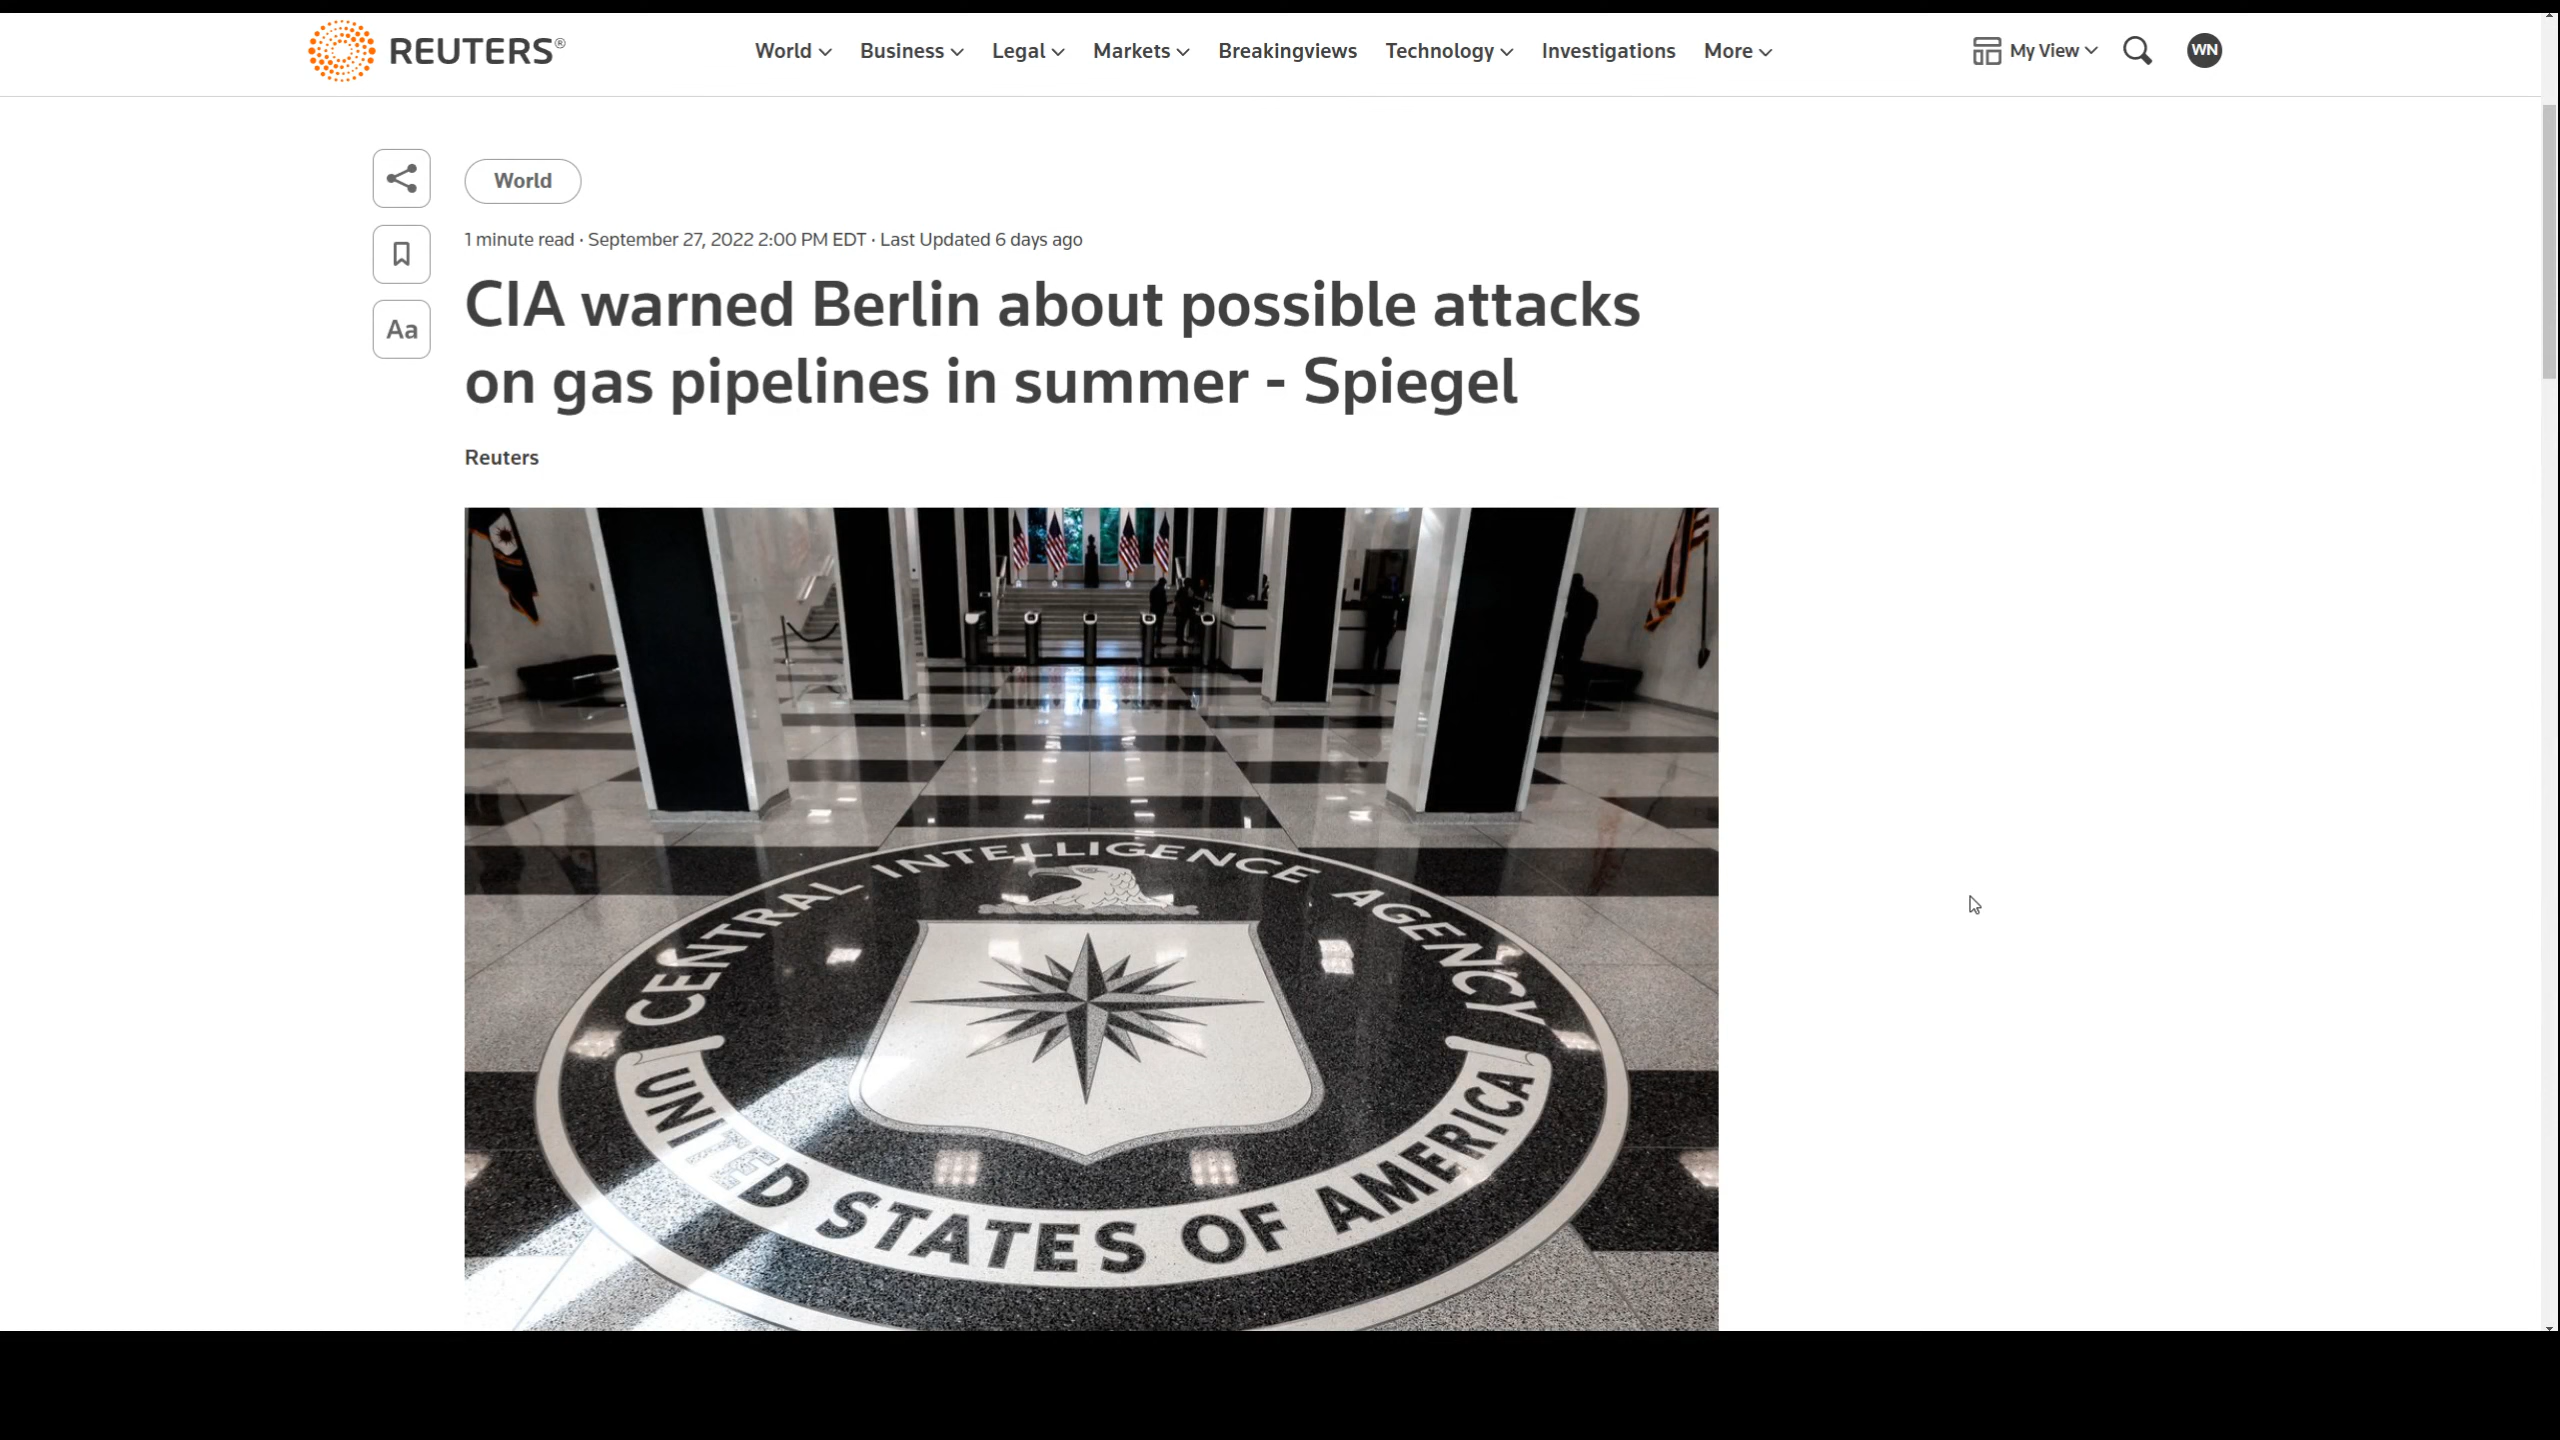 REUTERS®
World Business Legal Markets Breakingviews Technology Investigations More
My View WN
World
1 minute read · September 27, 2022 2:00 PM EDT · Last Updated 6 days ago
Aa
CIA warned Berlin about possible attacks
on gas pipelines in summer - Spiegel
Reuters
CENTRAL INTELLIGENCE AGENCY
UNITED STATES OF AMERICA